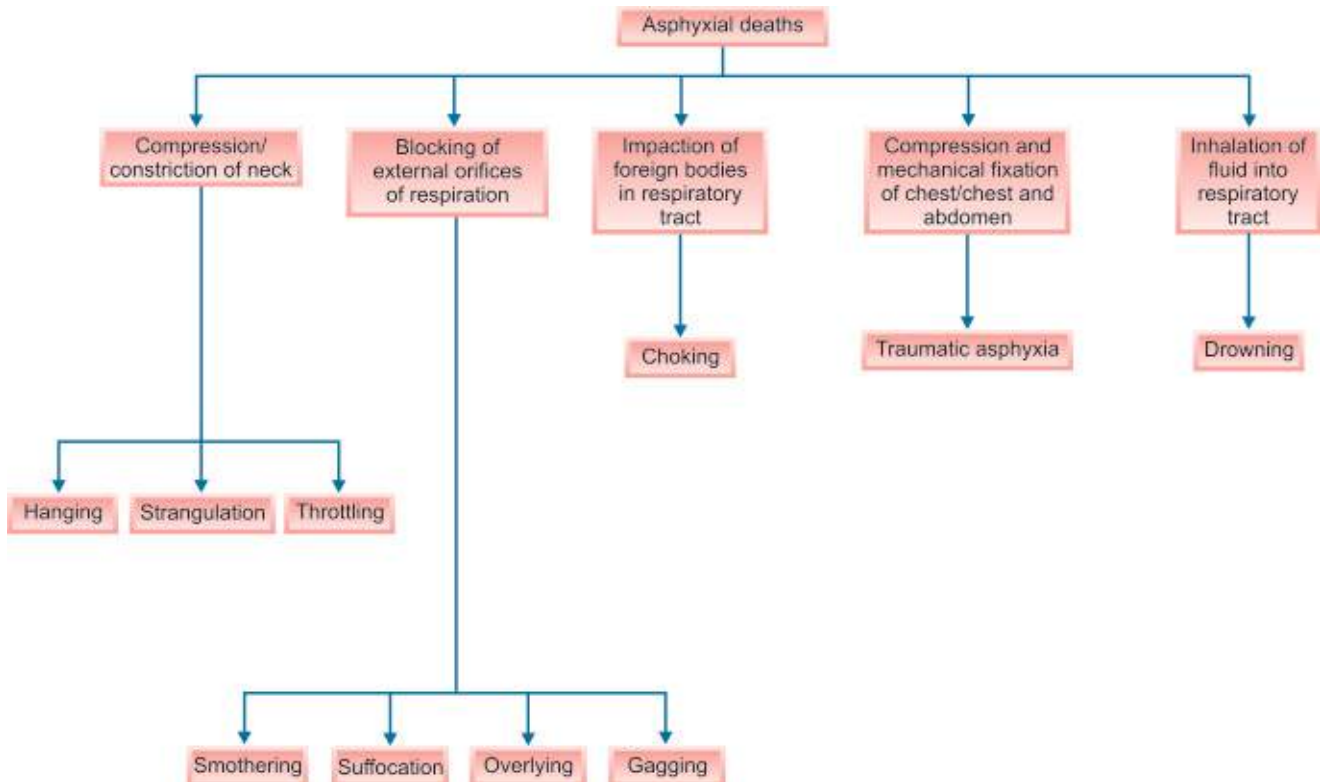 Asphyxial deaths
Compression/
constriction of neck
Blocking of
external orifices
of respiration
Impaction of
foreign bodies
in respiratory
tract
Compression and
mechanical fixation
of chest/chest and
abdomen
Inhalation of
fluid into
respiratory
tract
Choking
Traumatic asphyxia
Drowning
Hanging
Strangulation
Throttling
Smothering
Suffocation
Overlying
Gagging